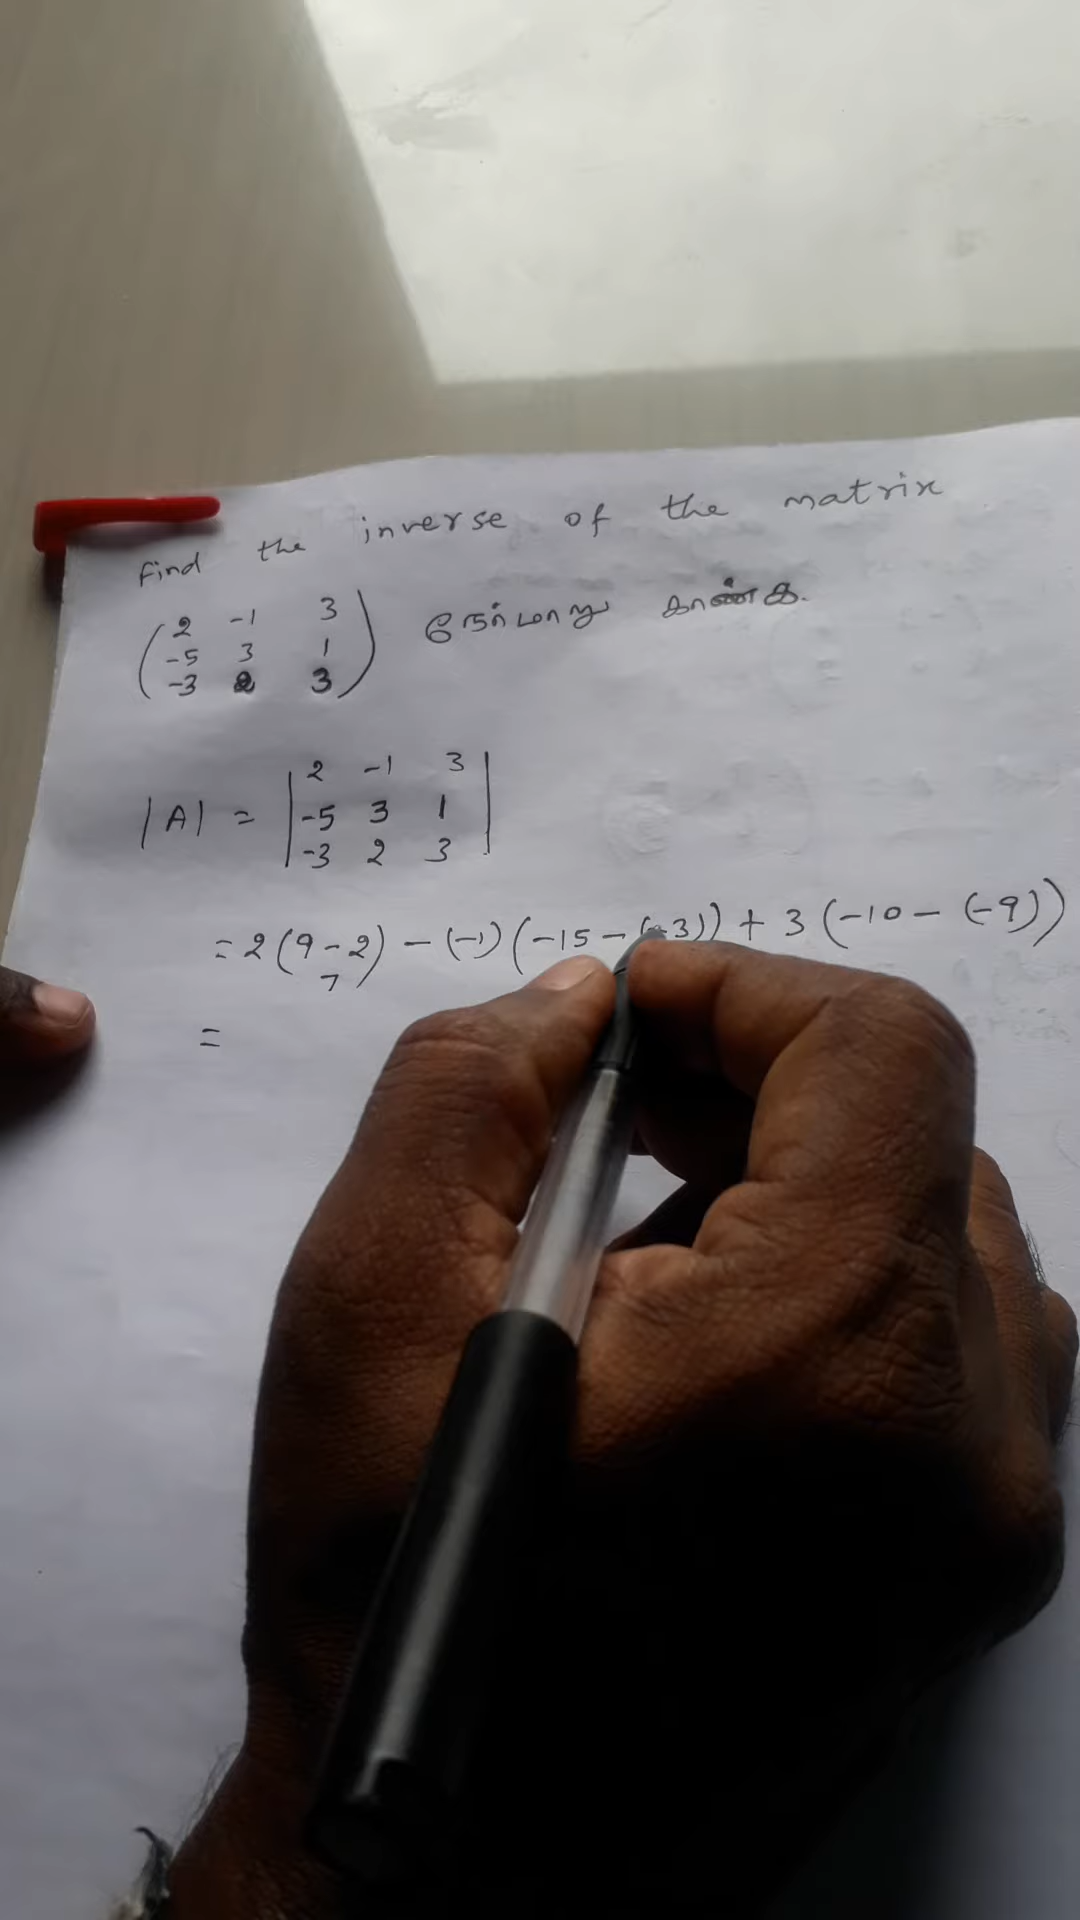 Find the inverse of the matrix
2 -1 3
-5 3 1
-3 2 3
நேர்மாறு காண்க.
2 -1 3
|A| = -5 3 1
-3 2 3
= 2 (9-2) - (-1) (-15 - (-3)) + 3 (-10 - (-9))
7
=